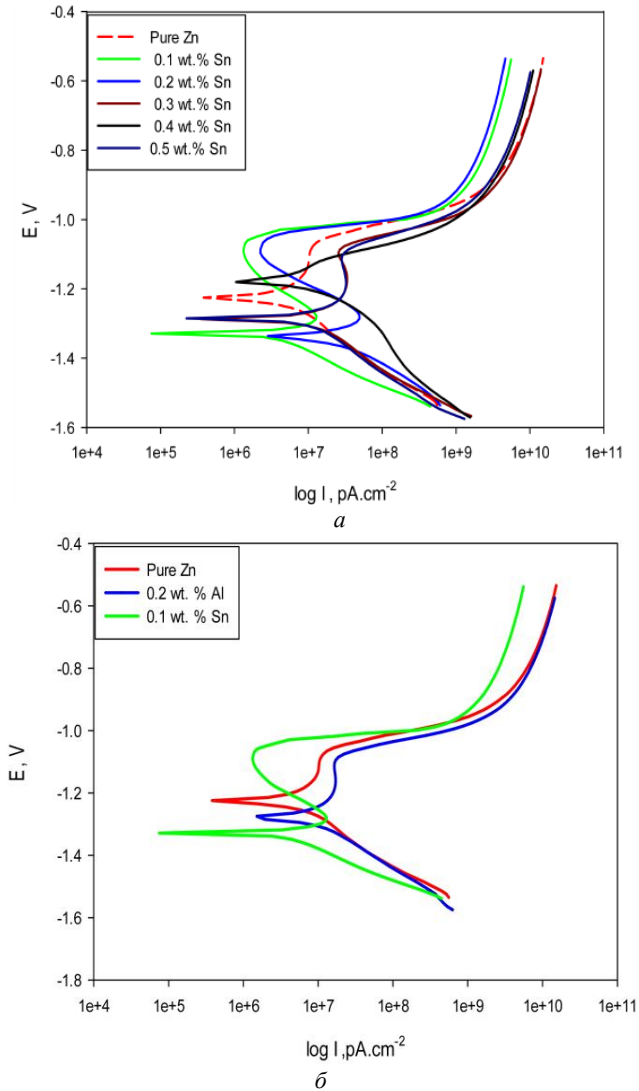 -0.4
Pure Zn
0.1 wt.% Sn
0.2 wt.% Sn
0.3 wt.% Sn
0.4 wt.% Sn
0.5 wt.% Sn
-0.6
-0.8
-1.0
-1.2
-1.4
-1.6
E, V
1e+4 1e+5 1e+6 1e+7 1e+8 1e+9 1e+10 1e+11
log I , pA.cm-2
а
-0.4
Pure Zn
0.2 wt. % Al
0.1 wt. % Sn
-0.6
-0.8
-1.0
-1.2
-1.4
-1.6
-1.8
E, V
1e+4 1e+5 1e+6 1e+7 1e+8 1e+9 1e+10 1e+11
log I ,pA.cm-2
б